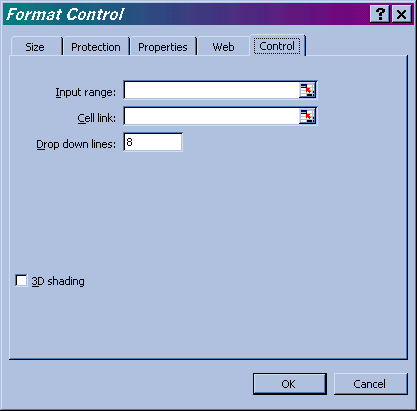 Format Control
Size Protection Properties Web Control
Input range:
Cell link:
Drop down lines: 8
3D shading
OK Cancel